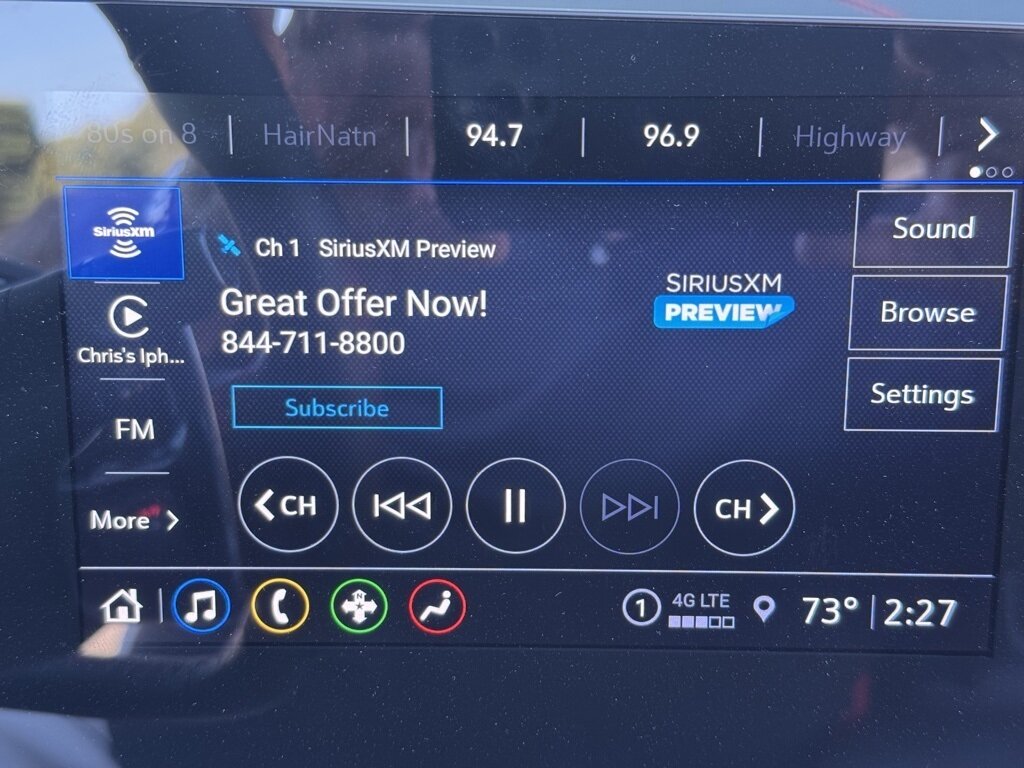 80s on 8 HairNatn 94.7 96.9 Highway
SiriusXM
Ch 1 SiriusXM Preview
Sound
Great Offer Now!
SIRIUSXM
PREVIEW
Browse
844-711-8800
Chris's Iph...
Subscribe
Settings
FM
CH CH
More
N
1 4G LTE 73° 2:27